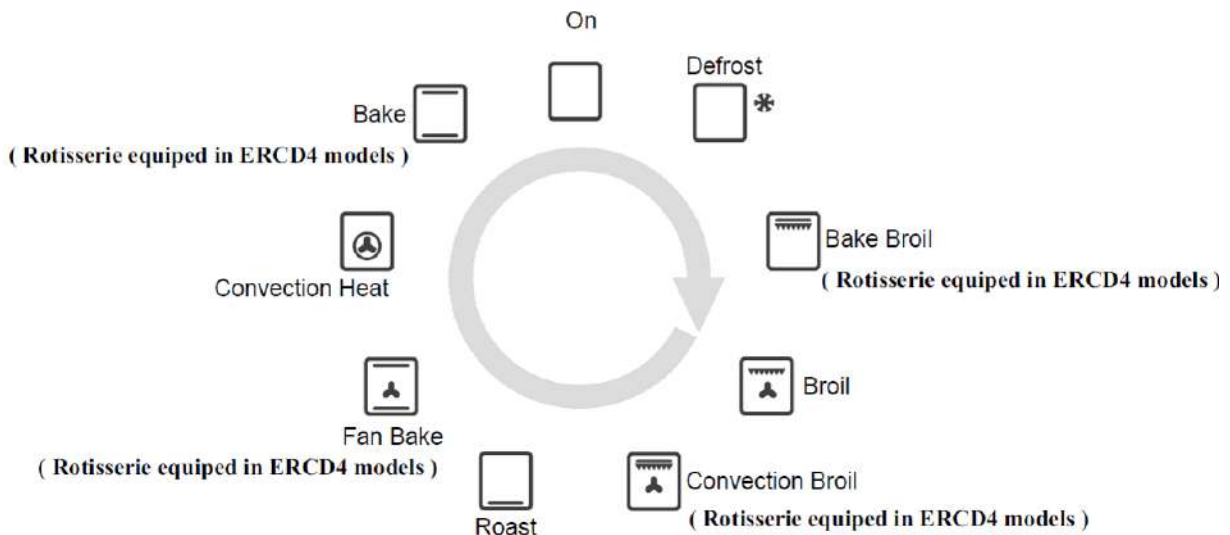 On
Defrost
Bake
( Rotisserie equiped in ERCD4 models )
Bake Broil
( Rotisserie equiped in ERCD4 models )
Convection Heat
Broil
Fan Bake
( Rotisserie equiped in ERCD4 models )
Convection Broil
( Rotisserie equiped in ERCD4 models )
Roast